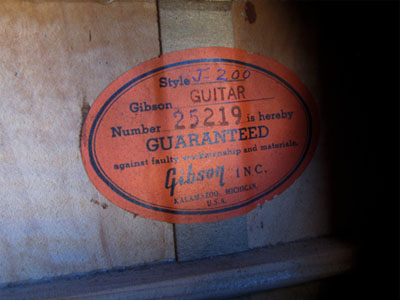 Style J-200
Gibson GUITAR
Number 25219 is hereby
GUARANTEED
against faulty workmanship and materials.
Gibson INC.
KALAMAZOO, MICHIGAN,
U.S.A.